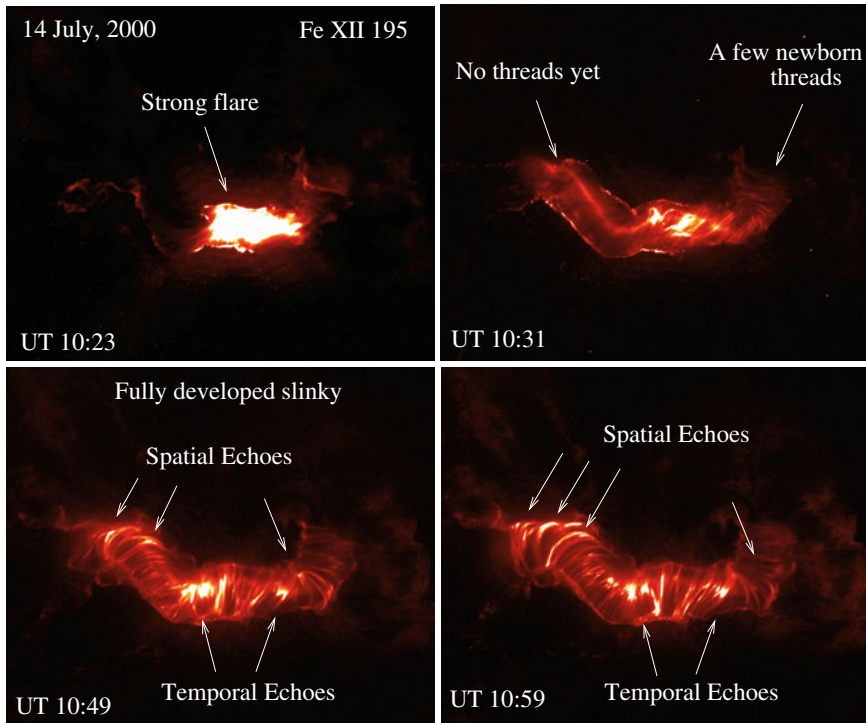 14 July, 2000
Fe XII 195
Strong flare
UT 10:23
No threads yet
A few newborn
threads
UT 10:31
Fully developed slinky
Spatial Echoes
Temporal Echoes
UT 10:49
Spatial Echoes
Temporal Echoes
UT 10:59